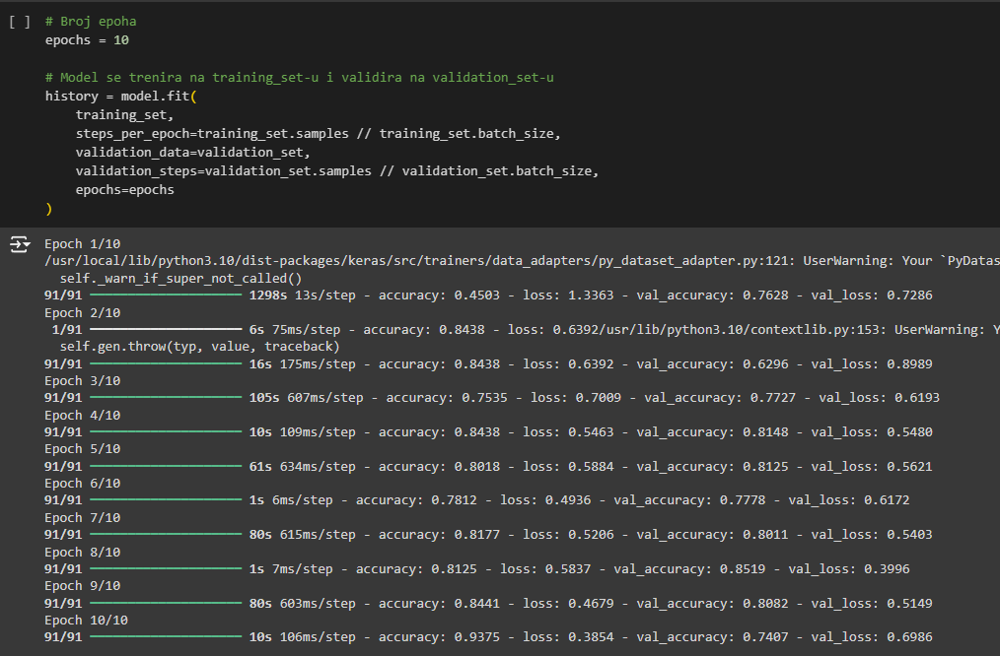 [ ] # Broj epoha
epochs = 10
# Model se trenira na training_set-u i validira na validation_set-u
history = model.fit(
training_set,
steps_per_epoch=training_set.samples // training_set.batch_size,
validation_data=validation_set,
validation_steps=validation_set.samples // validation_set.batch_size,
epochs=epochs
)
Epoch 1/10
/usr/local/lib/python3.10/dist-packages/keras/src/trainers/data_adapters/py_dataset_adapter.py:121: UserWarning: Your `PyDatas
self._warn_if_super_not_called()
91/91 1298s 13s/step - accuracy: 0.4503 - loss: 1.3363 - val_accuracy: 0.7628 - val_loss: 0.7286
Epoch 2/10
1/91 6s 75ms/step - accuracy: 0.8438 - loss: 0.6392/usr/lib/python3.10/contextlib.py:153: UserWarning: Y
self.gen.throw(typ, value, traceback)
91/91 16s 175ms/step - accuracy: 0.8438 - loss: 0.6392 - val_accuracy: 0.6296 - val_loss: 0.8989
Epoch 3/10
91/91 105s 607ms/step - accuracy: 0.7535 - loss: 0.7009 - val_accuracy: 0.7727 - val_loss: 0.6193
Epoch 4/10
91/91 10s 109ms/step - accuracy: 0.8438 - loss: 0.5463 - val_accuracy: 0.8148 - val_loss: 0.5480
Epoch 5/10
91/91 61s 634ms/step - accuracy: 0.8018 - loss: 0.5884 - val_accuracy: 0.8125 - val_loss: 0.5621
Epoch 6/10
91/91 1s 6ms/step - accuracy: 0.7812 - loss: 0.4936 - val_accuracy: 0.7778 - val_loss: 0.6172
Epoch 7/10
91/91 80s 615ms/step - accuracy: 0.8177 - loss: 0.5206 - val_accuracy: 0.8011 - val_loss: 0.5403
Epoch 8/10
91/91 1s 7ms/step - accuracy: 0.8125 - loss: 0.5837 - val_accuracy: 0.8519 - val_loss: 0.3996
Epoch 9/10
91/91 80s 603ms/step - accuracy: 0.8441 - loss: 0.4679 - val_accuracy: 0.8082 - val_loss: 0.5149
Epoch 10/10
91/91 10s 106ms/step - accuracy: 0.9375 - loss: 0.3854 - val_accuracy: 0.7407 - val_loss: 0.6986